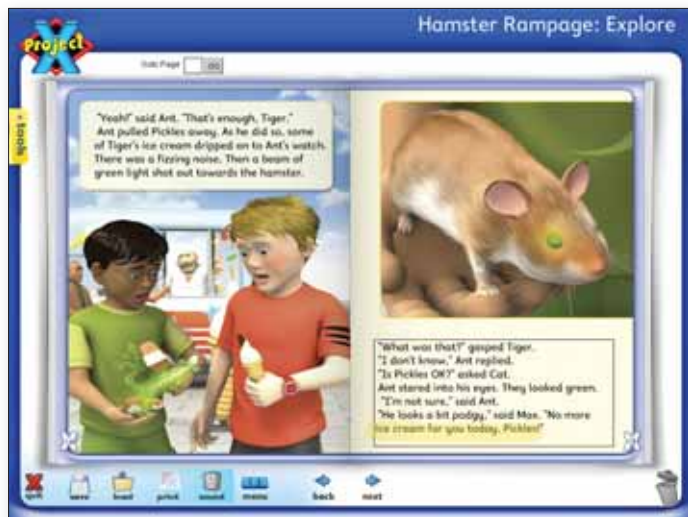 Hamster Rampage: Explore
Project X
Goto Page
go
tools
"Yeah!" said Ant. "That's enough, Tiger."
Ant pulled Pickles away. As he did so, some
of Tiger's ice cream dripped on to Ant's watch.
There was a fizzing noise. Then a beam of
green light shot out towards the hamster.
"What was that?" gasped Tiger.
"I don't know," Ant replied.
"Is Pickles OK?" asked Cat.
Ant stared into his eyes. They looked green.
"I'm not sure," said Ant.
"He looks a bit podgy," said Max. "No more
ice cream for you today, Pickles!"
quit
save
load
print
sound
menu
back
next